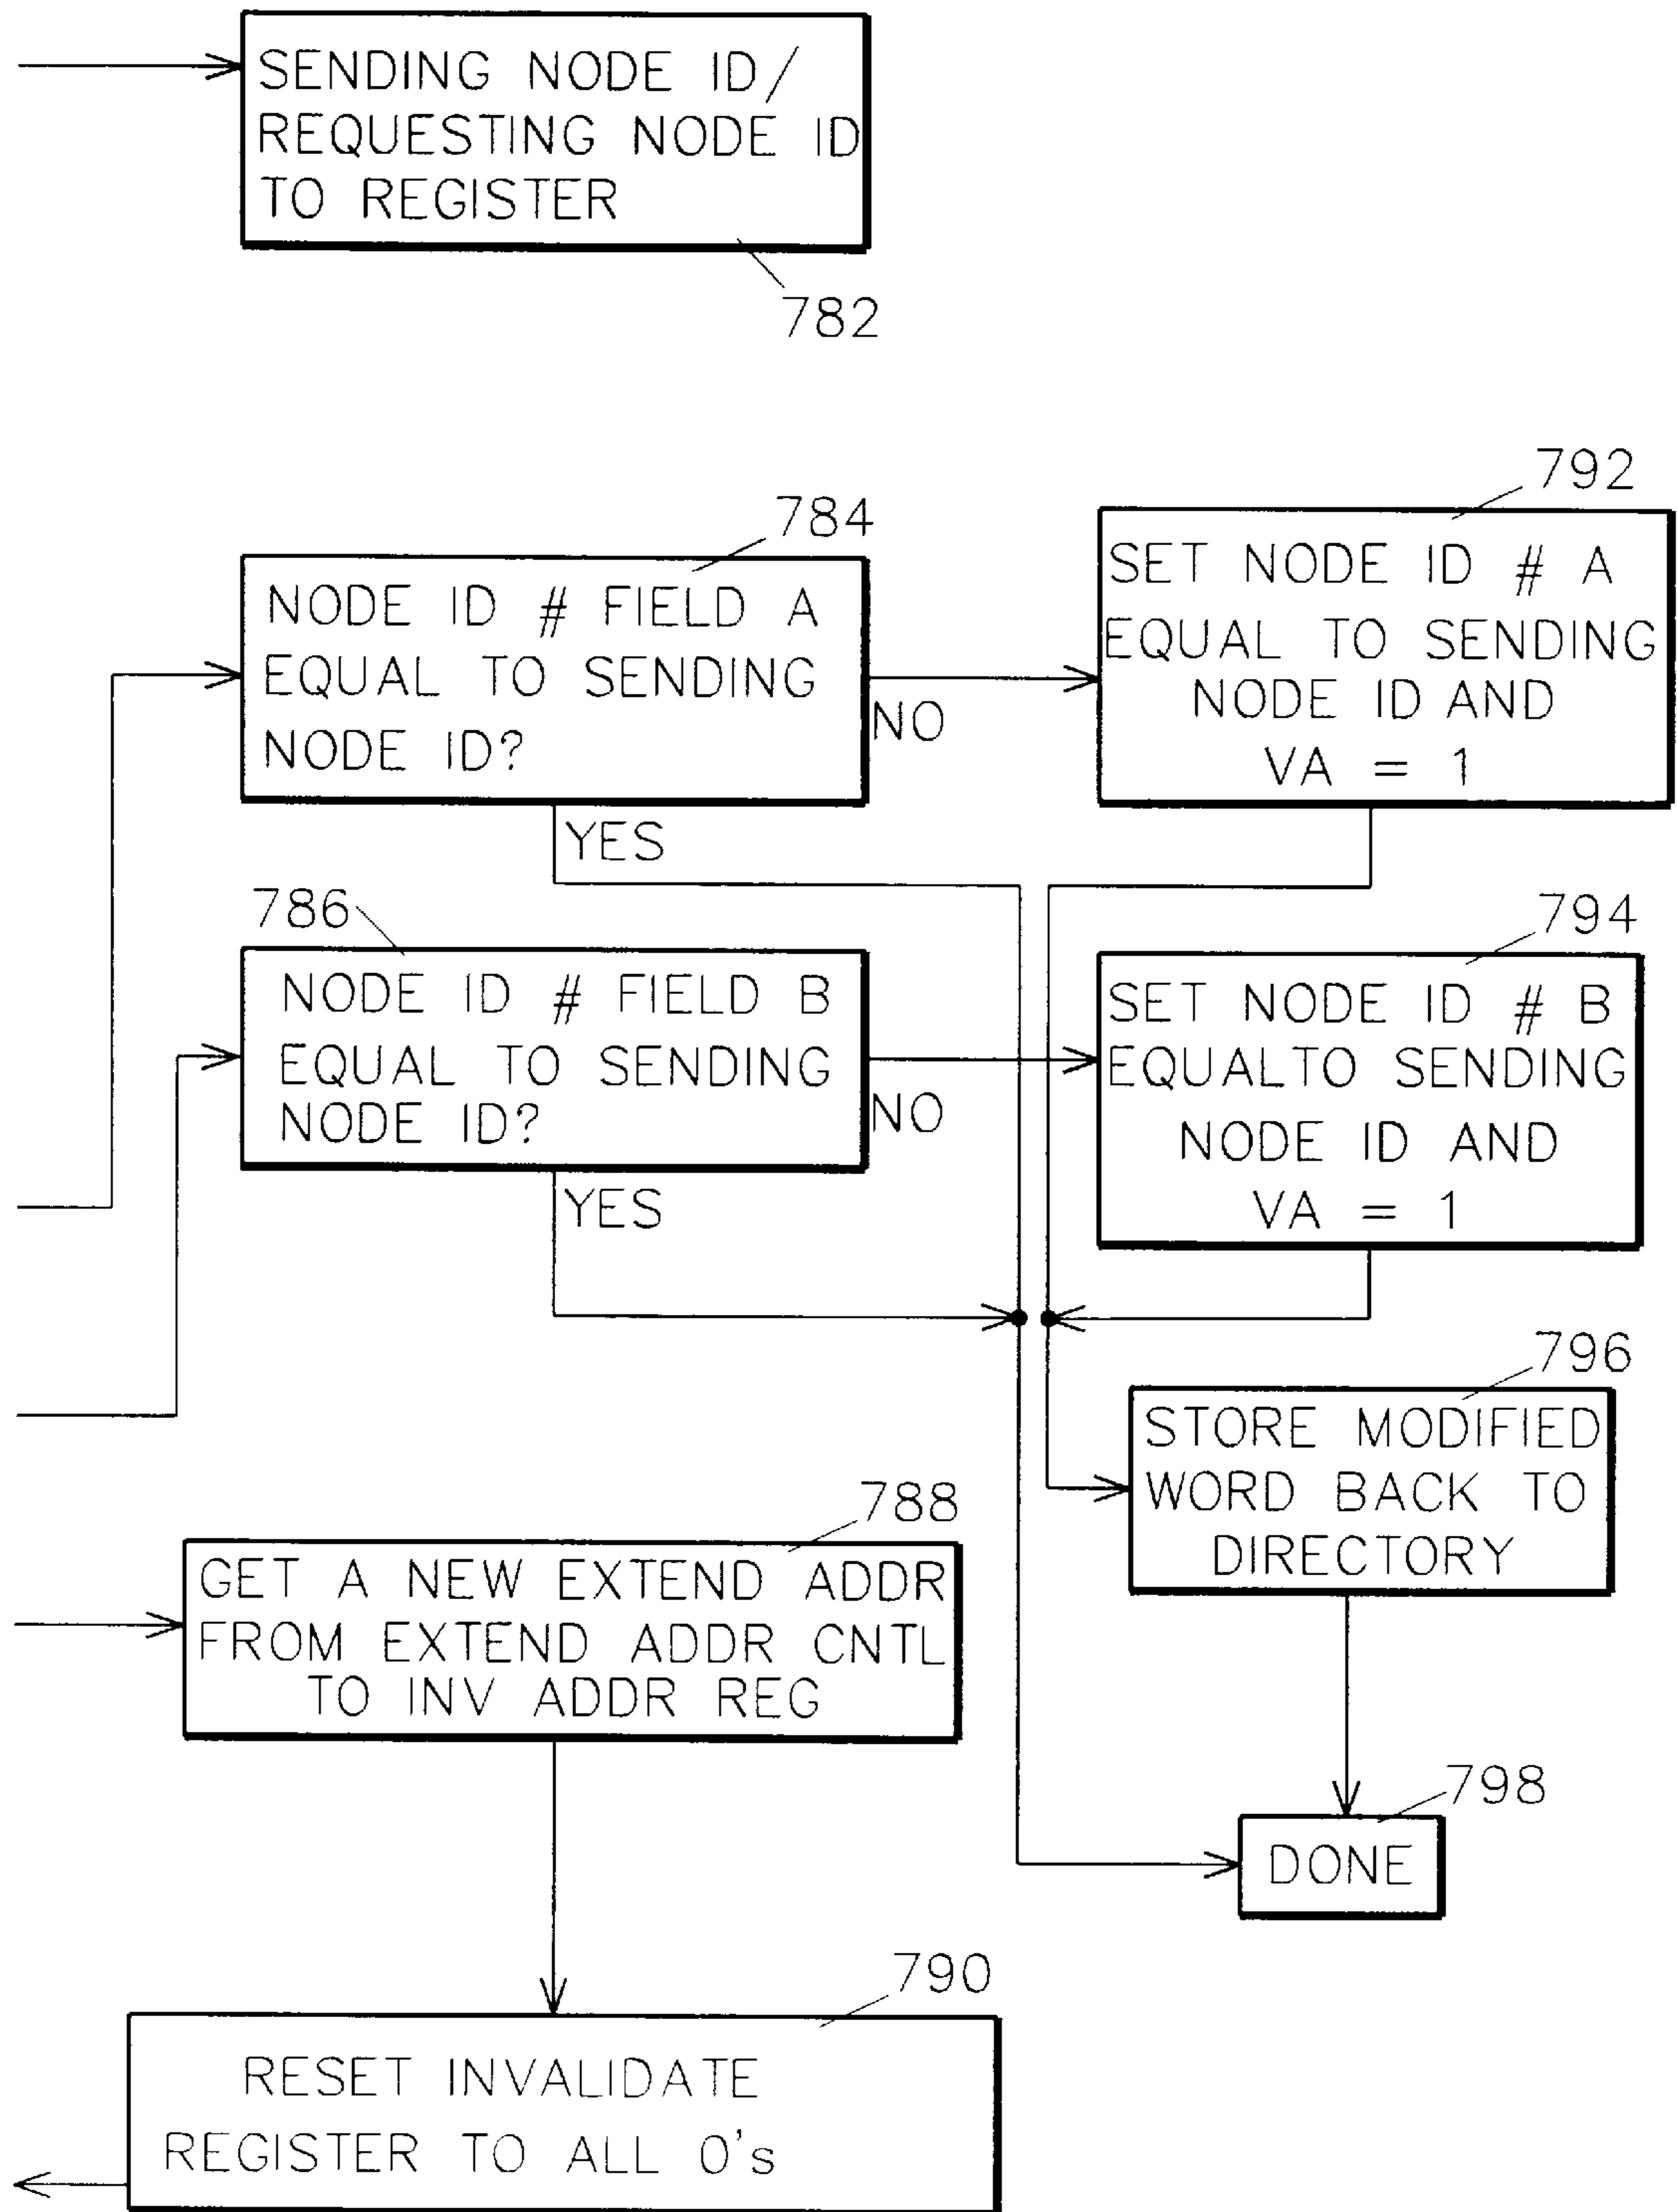 SENDING NODE ID/
REQUESTING NODE ID
TO REGISTER
782
784
NODE ID # FIELD A
EQUAL TO SENDING
NODE ID?
NO
YES
792
SET NODE ID # A
EQUAL TO SENDING
NODE ID AND
VA = 1
786
NODE ID # FIELD B
EQUAL TO SENDING
NODE ID?
NO
YES
794
SET NODE ID # B
EQUALTO SENDING
NODE ID AND
VA = 1
796
STORE MODIFIED
WORD BACK TO
DIRECTORY
788
GET A NEW EXTEND ADDR
FROM EXTEND ADDR CNTL
TO INV ADDR REG
798
DONE
790
RESET INVALIDATE
REGISTER TO ALL 0's